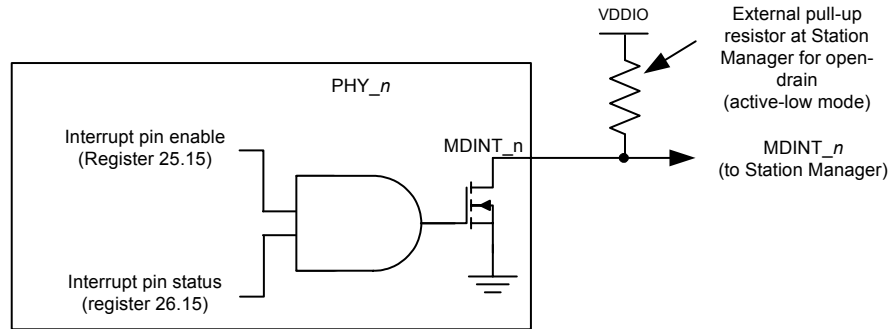 VDDIO
External pull-up
resistor at Station
Manager for open-
drain
(active-low mode)
PHY_n
Interrupt pin enable
(Register 25.15)
MDINT_n
MDINT_n
(to Station Manager)
Interrupt pin status
(register 26.15)